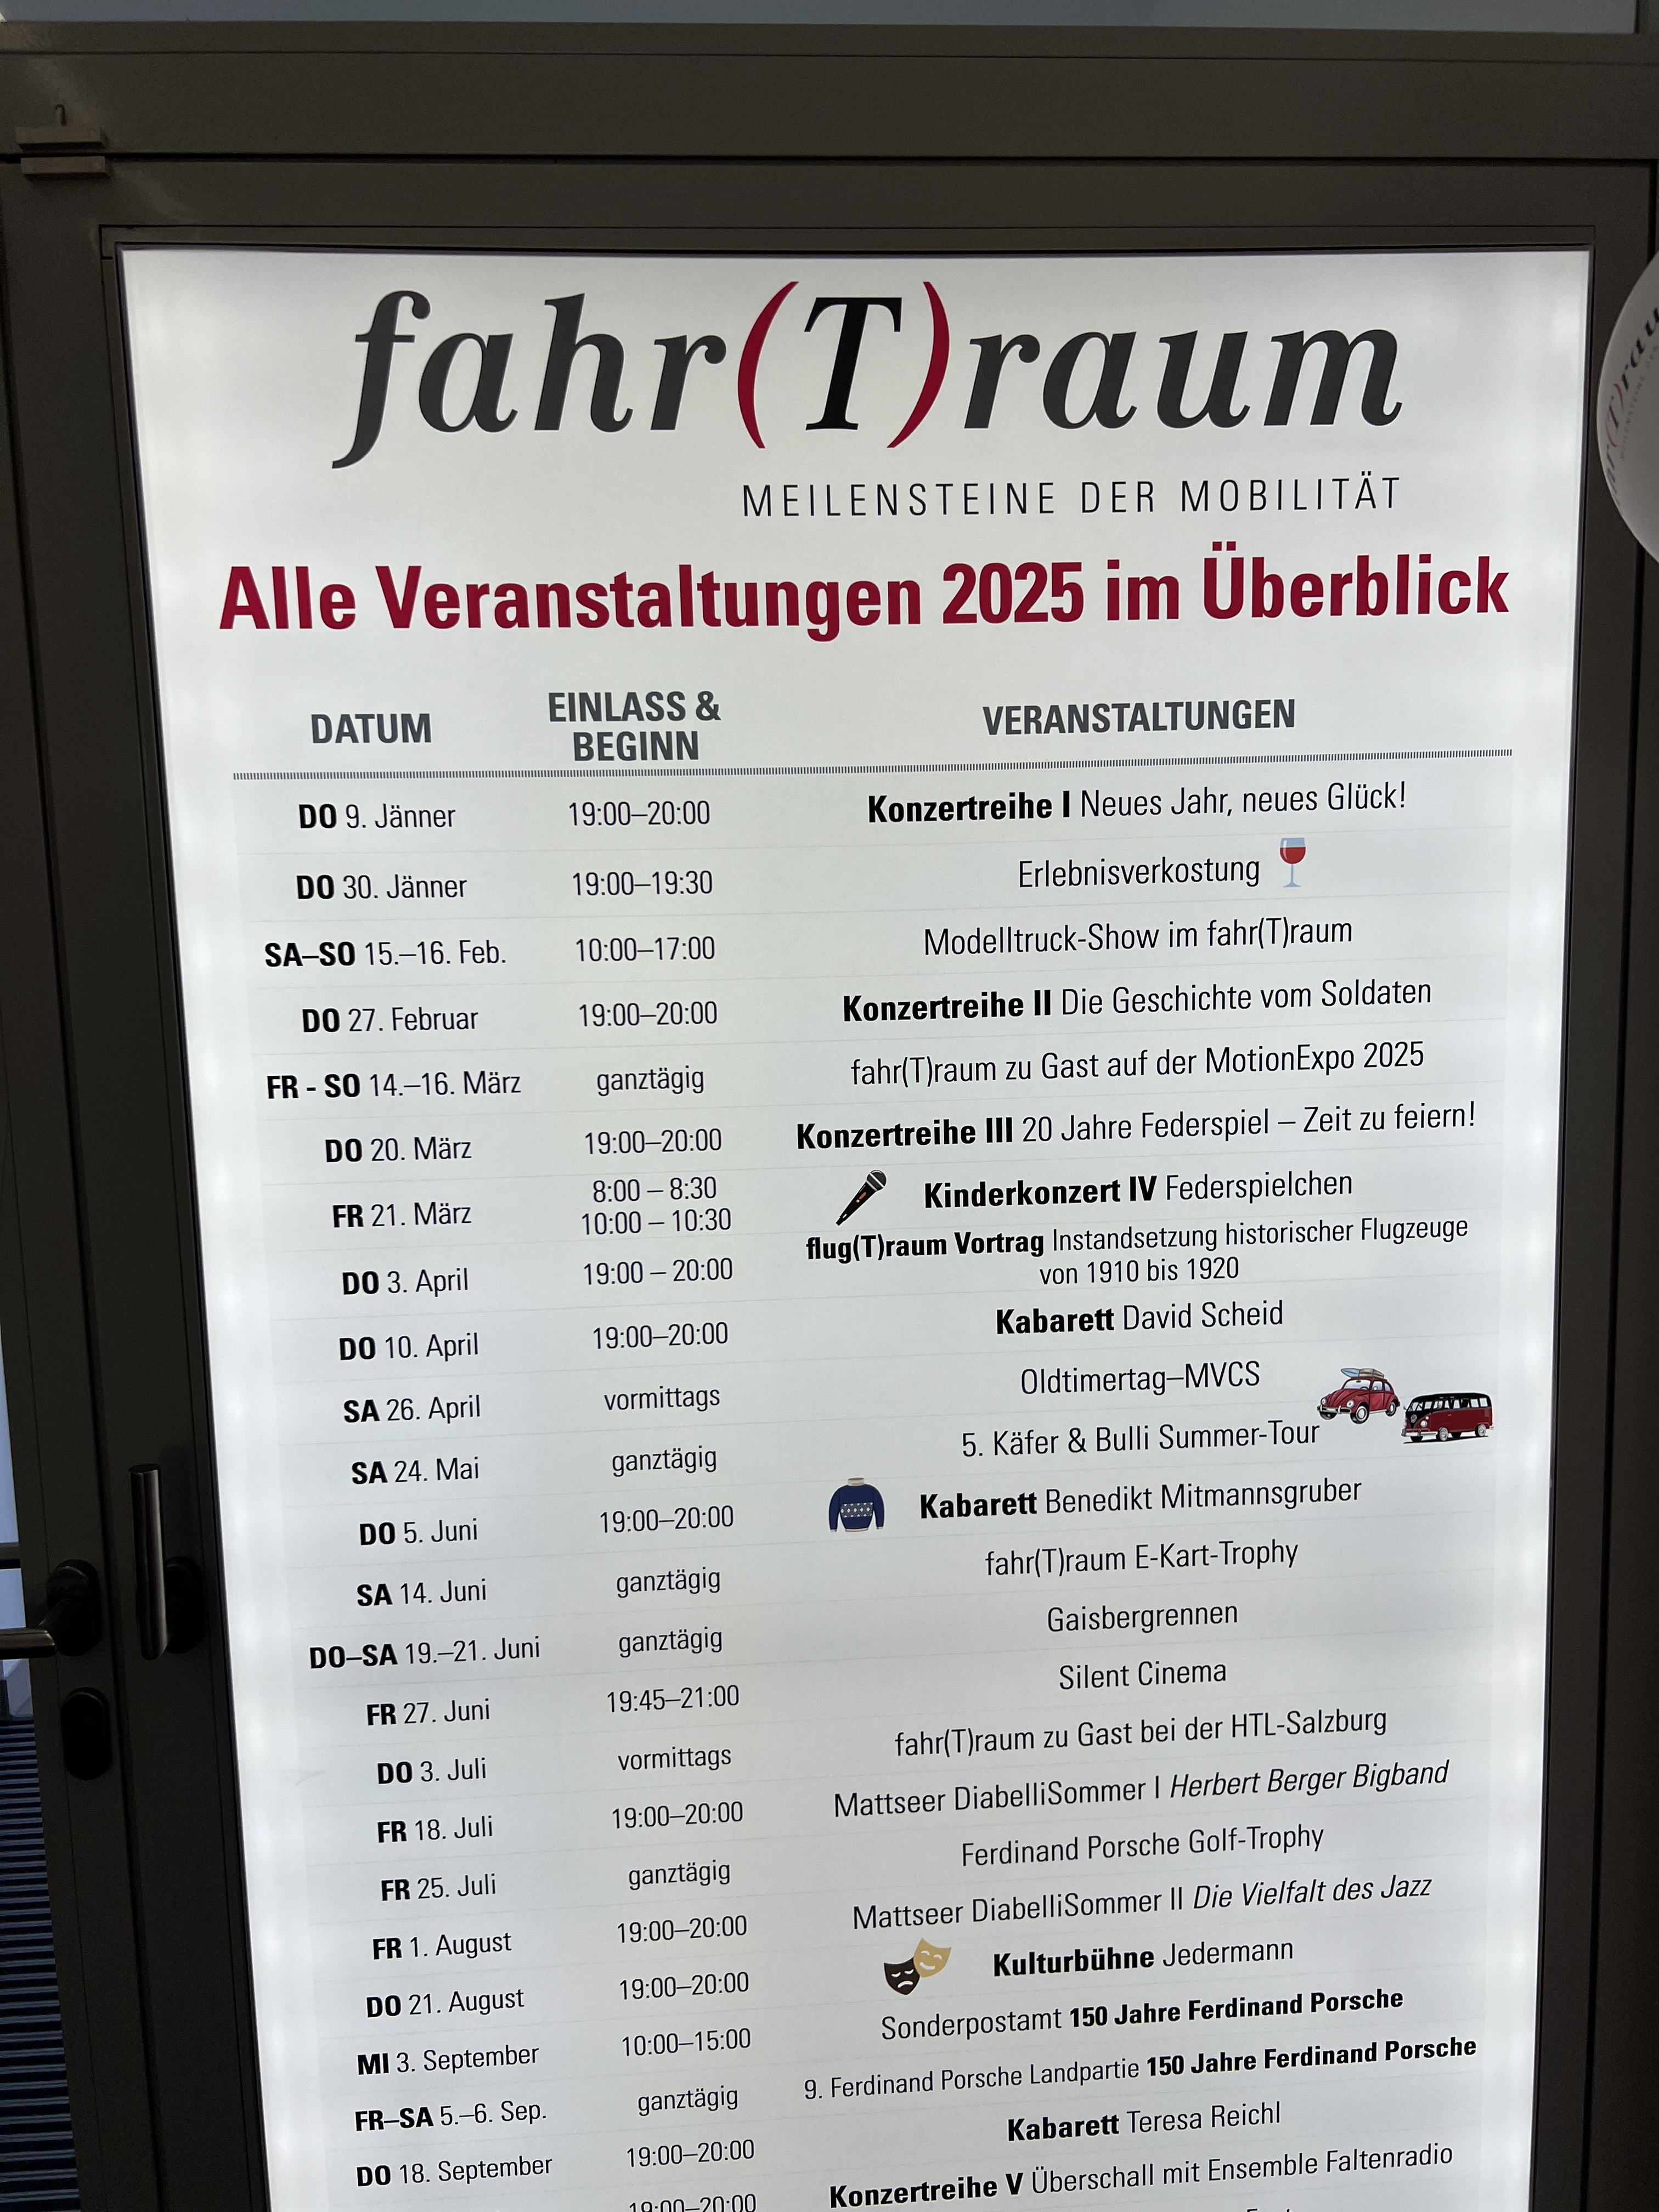 fahr(T)raum
MEILENSTEINE DER MOBILITÄT
Alle Veranstaltungen 2025 im Überblick
DATUM EINLASS & BEGINN VERANSTALTUNGEN
DO 9. Jänner 19:00–20:00 Konzertreihe I Neues Jahr, neues Glück!
DO 30. Jänner 19:00–19:30 Erlebnisverkostung
SA–SO 15.–16. Feb. 10:00–17:00 Modelltruck-Show im fahr(T)raum
DO 27. Februar 19:00–20:00 Konzertreihe II Die Geschichte vom Soldaten
FR - SO 14.–16. März ganztägig fahr(T)raum zu Gast auf der MotionExpo 2025
DO 20. März 19:00–20:00 Konzertreihe III 20 Jahre Federspiel – Zeit zu feiern!
FR 21. März 8:00 – 8:30 10:00 – 10:30 Kinderkonzert IV Federspielchen
DO 3. April 19:00 – 20:00 flug(T)raum Vortrag Instandsetzung historischer Flugzeuge
von 1910 bis 1920
DO 10. April 19:00–20:00 Kabarett David Scheid
SA 26. April vormittags Oldtimertag–MVCS
SA 24. Mai ganztägig 5. Käfer & Bulli Summer-Tour
DO 5. Juni 19:00–20:00 Kabarett Benedikt Mitmannsgruber
SA 14. Juni ganztägig fahr(T)raum E-Kart-Trophy
DO–SA 19.–21. Juni ganztägig Gaisbergrennen
FR 27. Juni 19:45–21:00 Silent Cinema
DO 3. Juli vormittags fahr(T)raum zu Gast bei der HTL-Salzburg
FR 18. Juli 19:00–20:00 Mattseer DiabelliSommer I Herbert Berger Bigband
FR 25. Juli ganztägig Ferdinand Porsche Golf-Trophy
FR 1. August 19:00–20:00 Mattseer DiabelliSommer II Die Vielfalt des Jazz
DO 21. August 19:00–20:00 Kulturbühne Jedermann
MI 3. September 10:00–15:00 Sonderpostamt 150 Jahre Ferdinand Porsche
FR–SA 5.–6. Sep. ganztägig 9. Ferdinand Porsche Landpartie 150 Jahre Ferdinand Porsche
DO 18. September 19:00–20:00 Kabarett Teresa Reichl
19:00–20:00 Konzertreihe V Überschall mit Ensemble Faltenradio